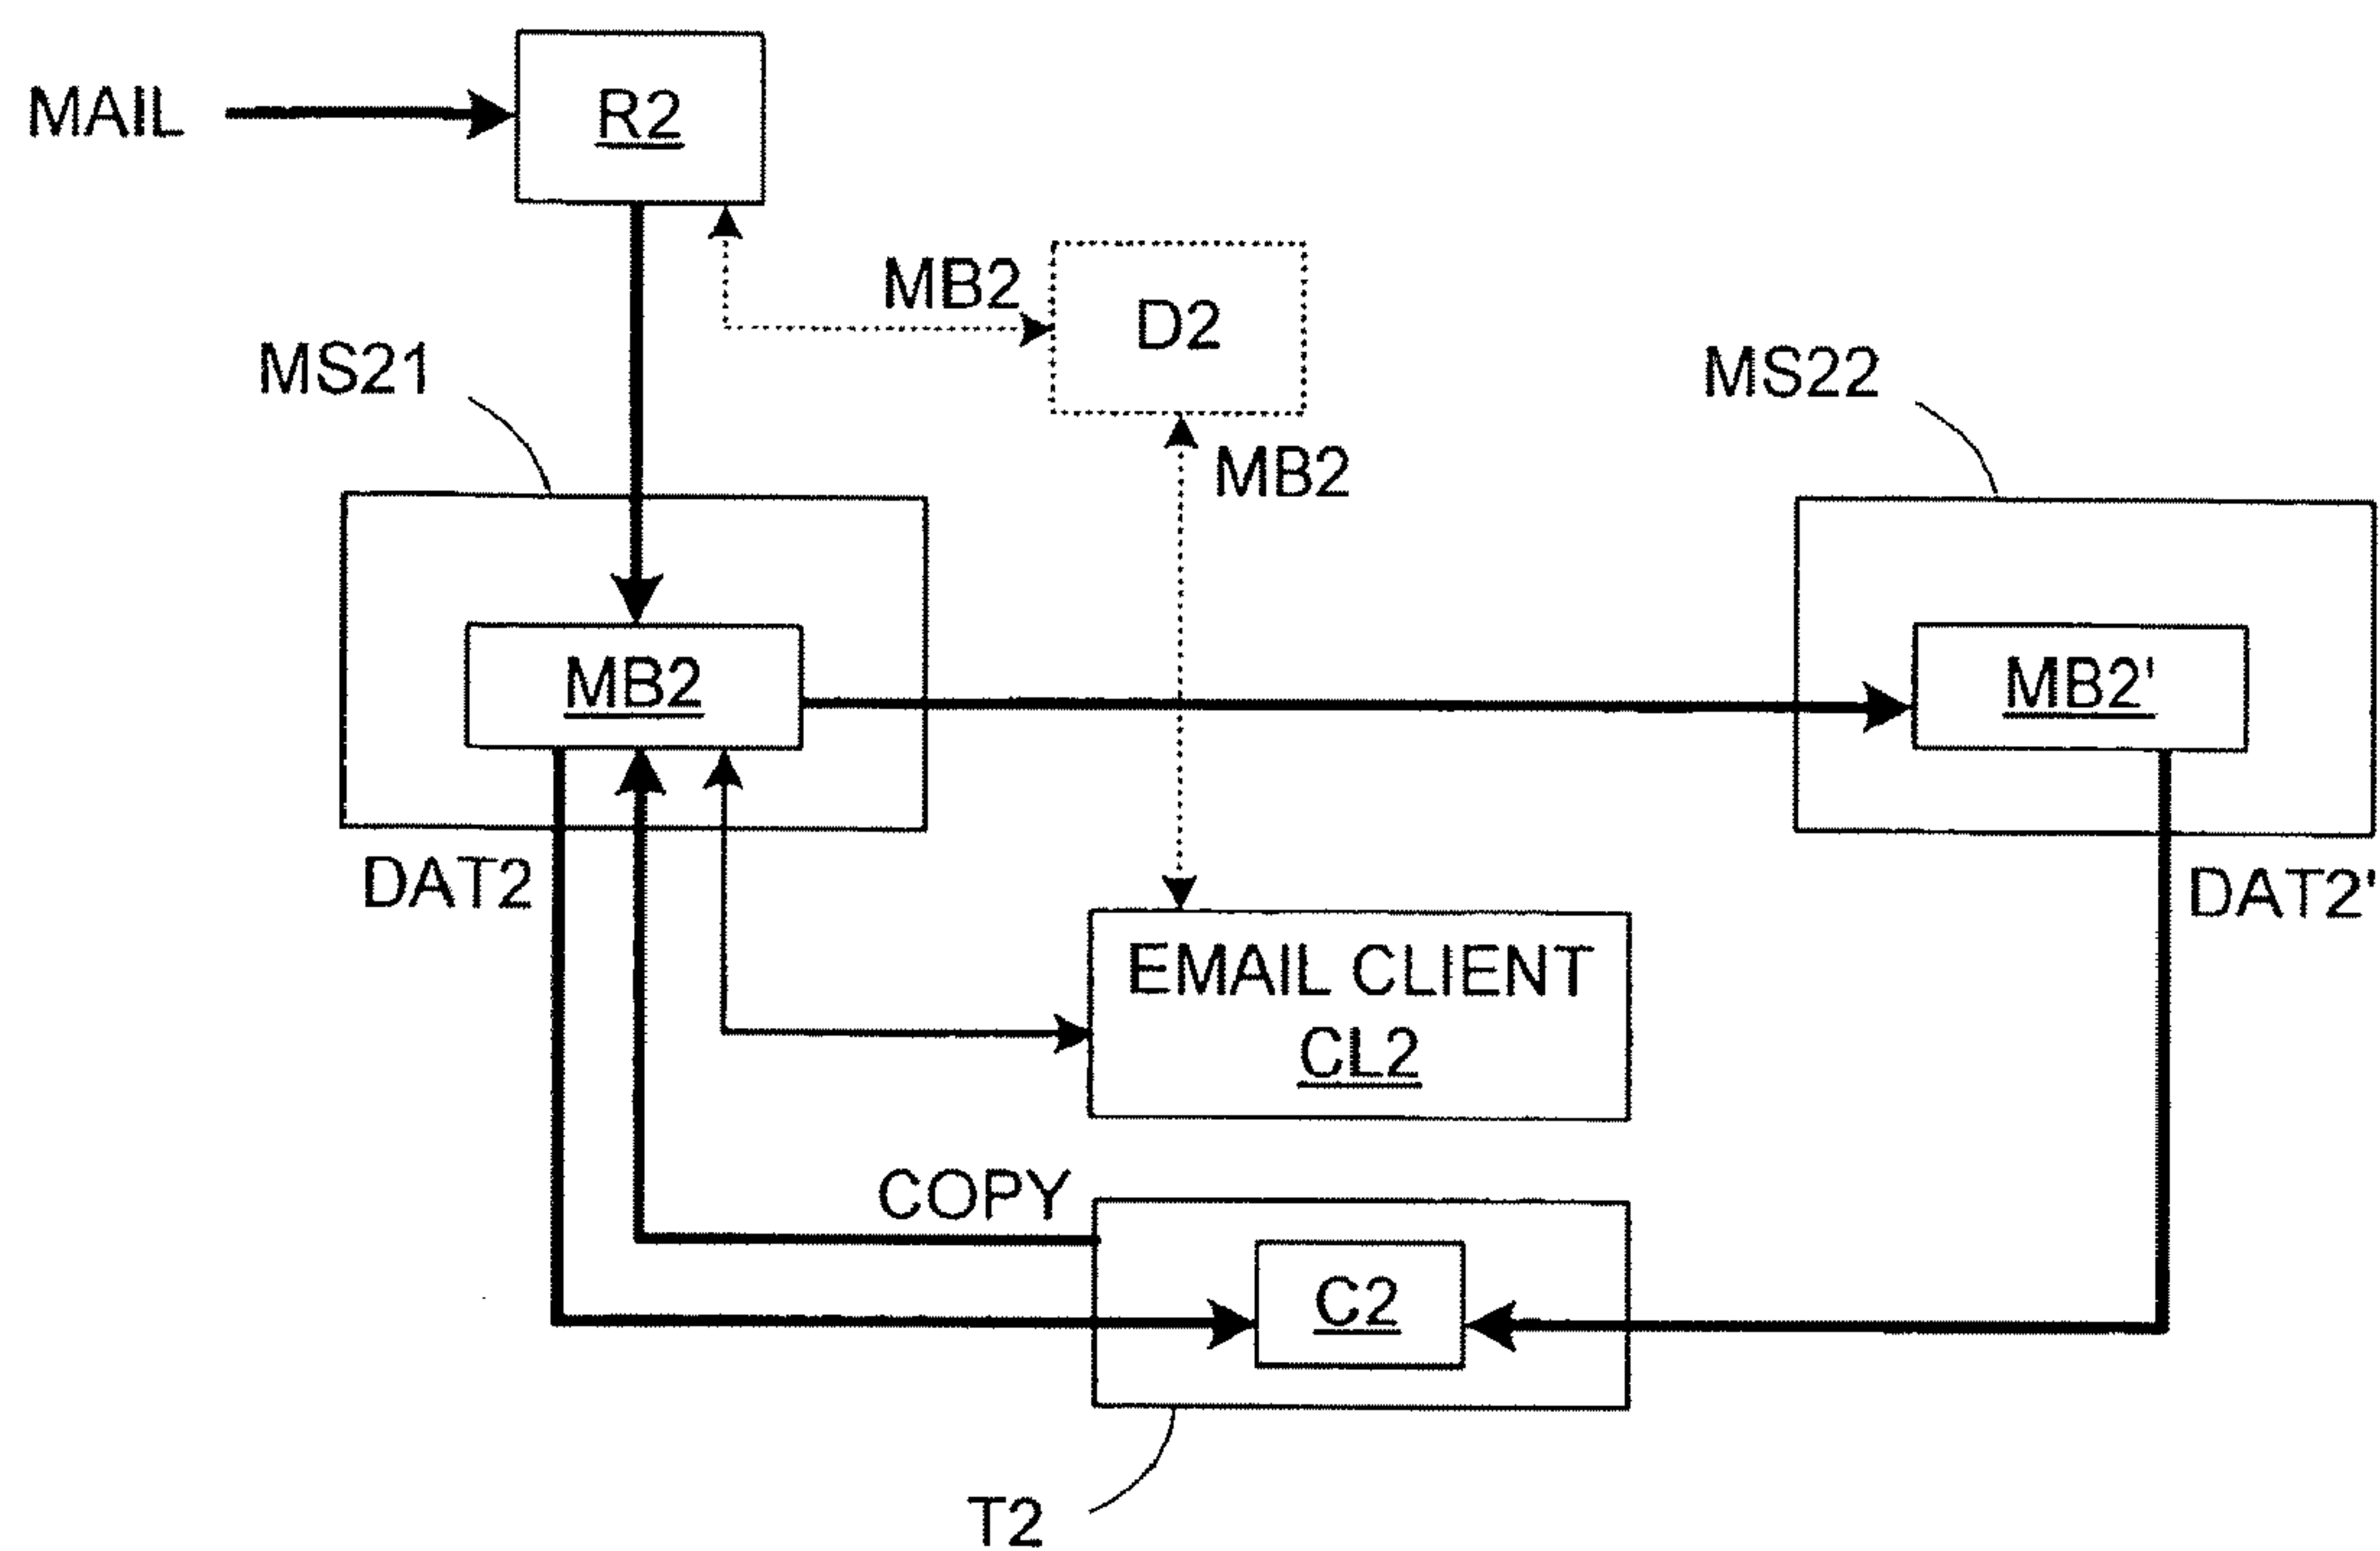 MAIL
R2
MB2
D2
MS21
MS22
MB2
MB2
MB2'
DAT2
DAT2'
EMAIL CLIENT
CL2
COPY
C2
T2